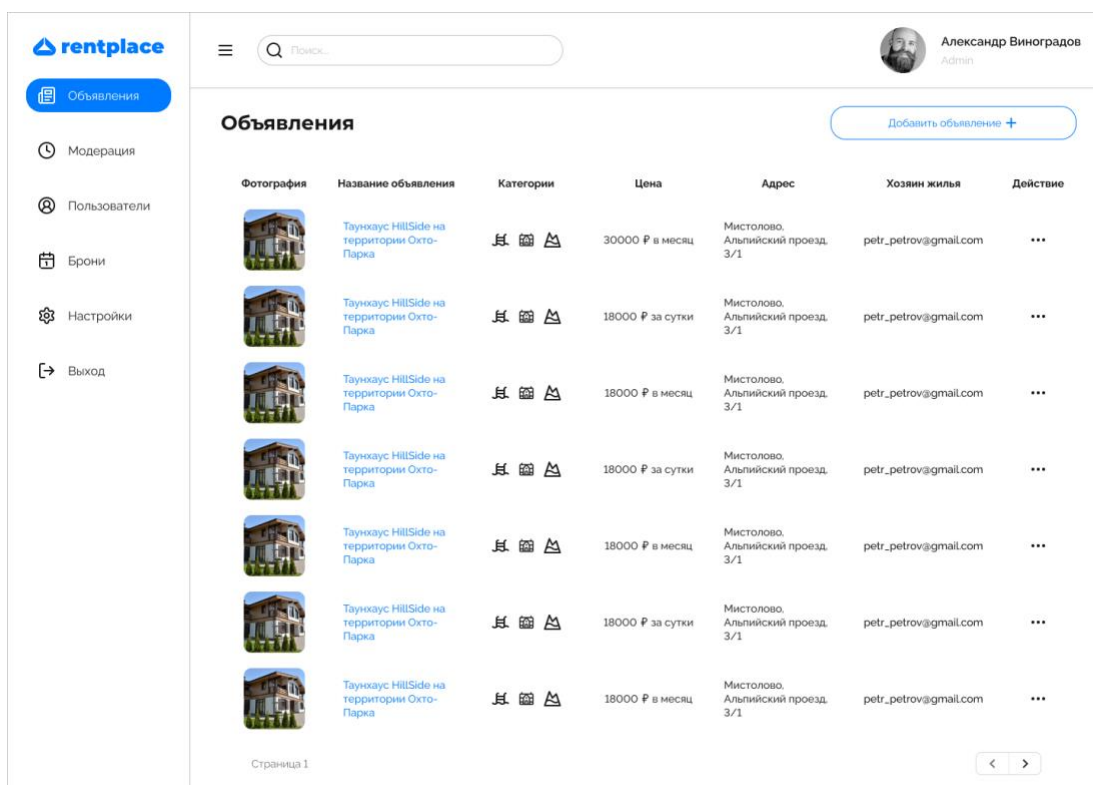 rentplace
Поиск...
Александр Виноградов
Admin
Объявления
Модерация
Пользователи
Брони
Настройки
Выход
Объявления
Добавить объявление +
Фотография Название объявления Категории Цена Адрес Хозяин жилья Действие
Таунхаус HillSide на
территории Охто-
Парка
30000 ₽ в месяц
Мистолово,
Альпийский проезд,
3/1
petr_petrov@gmail.com
Таунхаус HillSide на
территории Охто-
Парка
18000 ₽ за сутки
Мистолово,
Альпийский проезд,
3/1
petr_petrov@gmail.com
Таунхаус HillSide на
территории Охто-
Парка
18000 ₽ в месяц
Мистолово,
Альпийский проезд,
3/1
petr_petrov@gmail.com
Таунхаус HillSide на
территории Охто-
Парка
18000 ₽ за сутки
Мистолово,
Альпийский проезд,
3/1
petr_petrov@gmail.com
Таунхаус HillSide на
территории Охто-
Парка
18000 ₽ в месяц
Мистолово,
Альпийский проезд,
3/1
petr_petrov@gmail.com
Таунхаус HillSide на
территории Охто-
Парка
18000 ₽ за сутки
Мистолово,
Альпийский проезд,
3/1
petr_petrov@gmail.com
Таунхаус HillSide на
территории Охто-
Парка
18000 ₽ в месяц
Мистолово,
Альпийский проезд,
3/1
petr_petrov@gmail.com
Страница 1